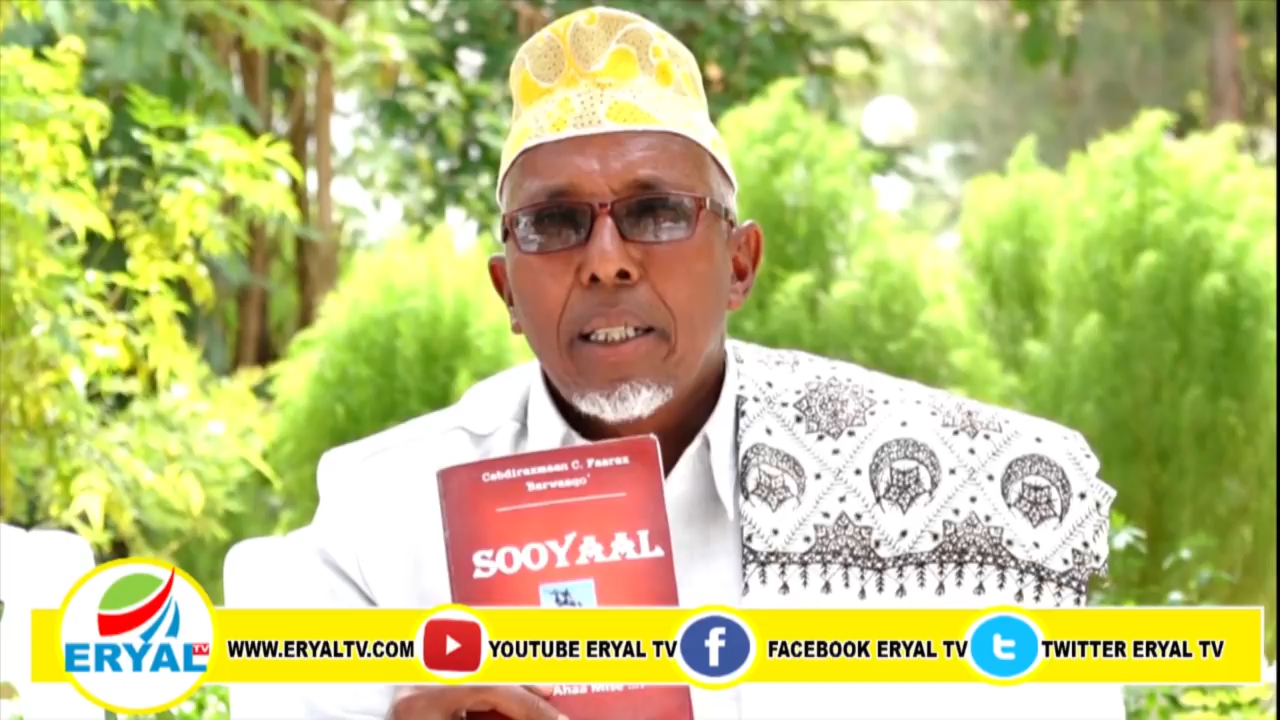 Cabdiraxmaan C. Faarax
'Barwaaqo'
SOOYAAL
ERYAL TV
WWW.ERYALTV.COM
YOUTUBE ERYAL TV
FACEBOOK ERYAL TV
TWITTER ERYAL TV